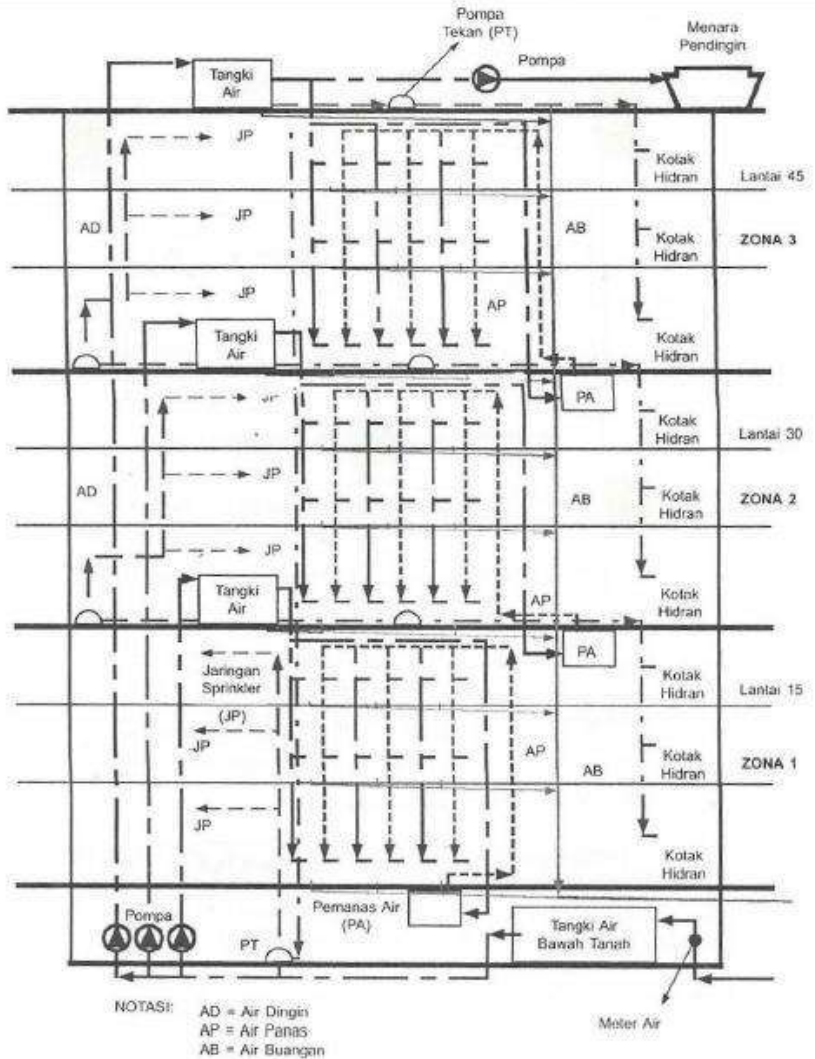 Pompa
Tekan (PT)
Menara
Pendingin
Tangki
Air
Pompa
JP
Kotak
Hidran
Lantai 45
JP
AD
AB
Kotak
Hidran
ZONA 3
JP
AP
Tangki
Air
Kotak
Hidran
PA
JP
Kotak
Hidran
Lantai 30
JP
AD
AB
Kotak
Hidran
ZONA 2
JP
Tangki
Air
AP
Kotak
Hidran
PA
Jaringan
Sprinkler
(JP)
Kotak
Hidran
Lantai 15
JP
AP
AB
Kotak
Hidran
ZONA 1
JP
Kotak
Hidran
Pompa
Pemanas Air
(PA)
Tangki Air
Bawah Tanah
PT
NOTASI:
AD = Air Dingin
AP = Air Panas
AB = Air Buangan
Meter Air